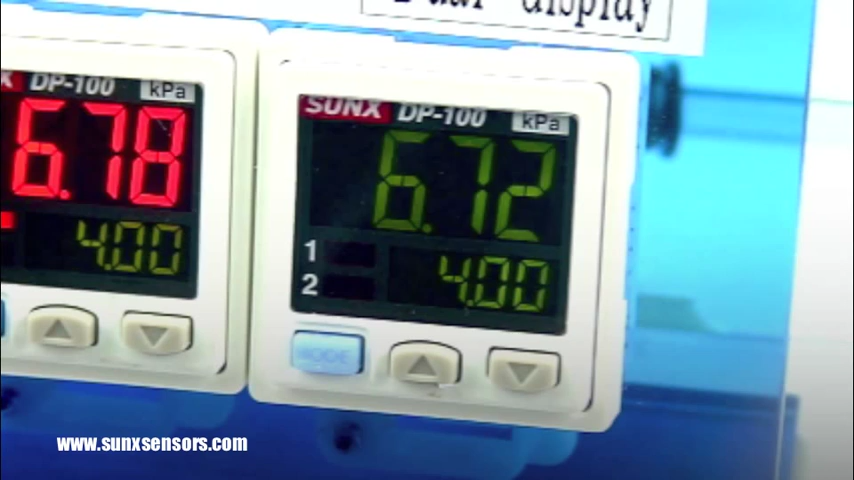 Dual display
X DP-100 kPa
6.78
4.00
SUNX DP-100 kPa
6.72
1
2
4.00
MODE
www.sunxsensors.com